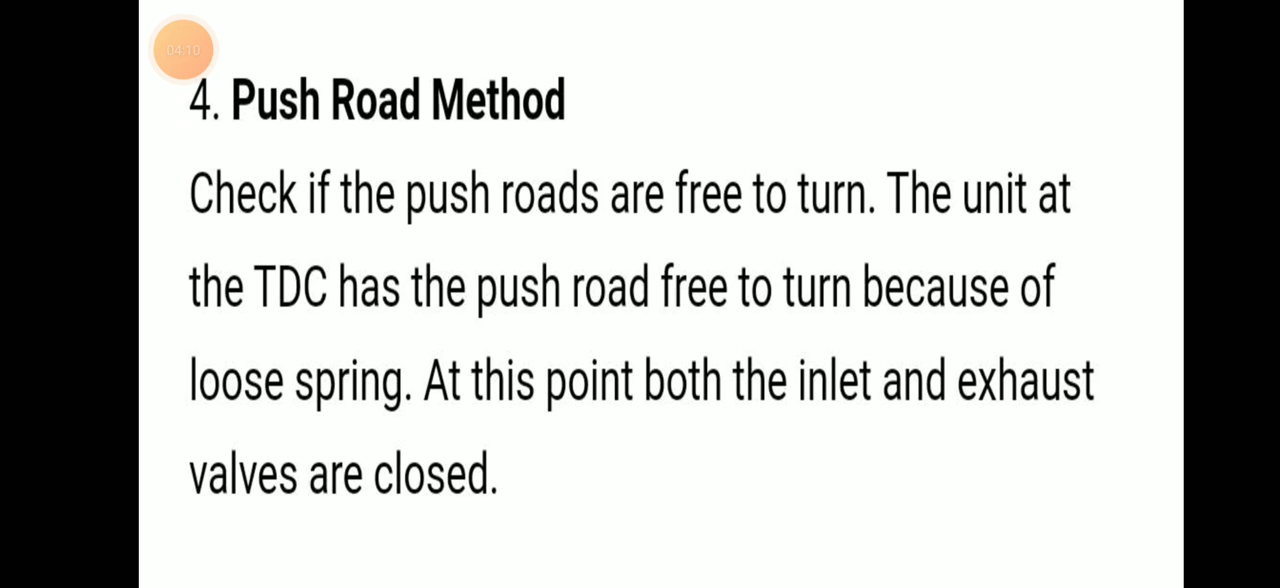 04:10
4. Push Road Method
Check if the push roads are free to turn. The unit at
the TDC has the push road free to turn because of
loose spring. At this point both the inlet and exhaust
valves are closed.